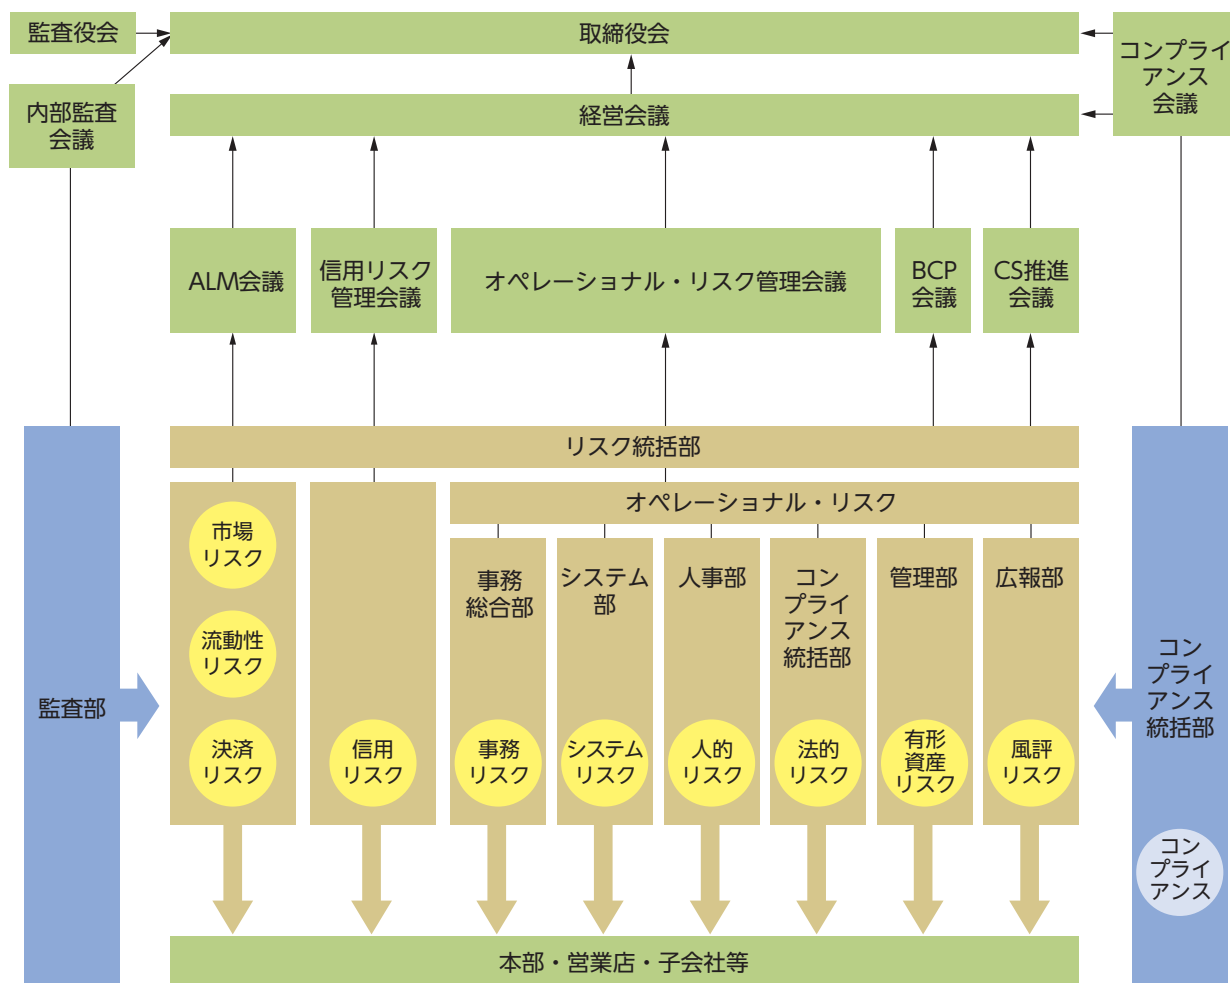 監査役会
取締役会
コンプライ
アンス
会議
内部監査
会議
経営会議
ALM会議
信用リスク
管理会議
オペレーショナル・リスク管理会議
BCP
会議
CS推進
会議
リスク統括部
オペレーショナル・リスク
市場
リスク
流動性
リスク
決済
リスク
信用
リスク
事務
総合部
事務
リスク
システム
部
システム
リスク
人事部
人的
リスク
コン
プライ
アンス
統括部
法的
リスク
管理部
有形
資産
リスク
広報部
風評
リスク
監査部
コン
プライ
アンス
統括部
コン
プライ
アンス
本部・営業店・子会社等